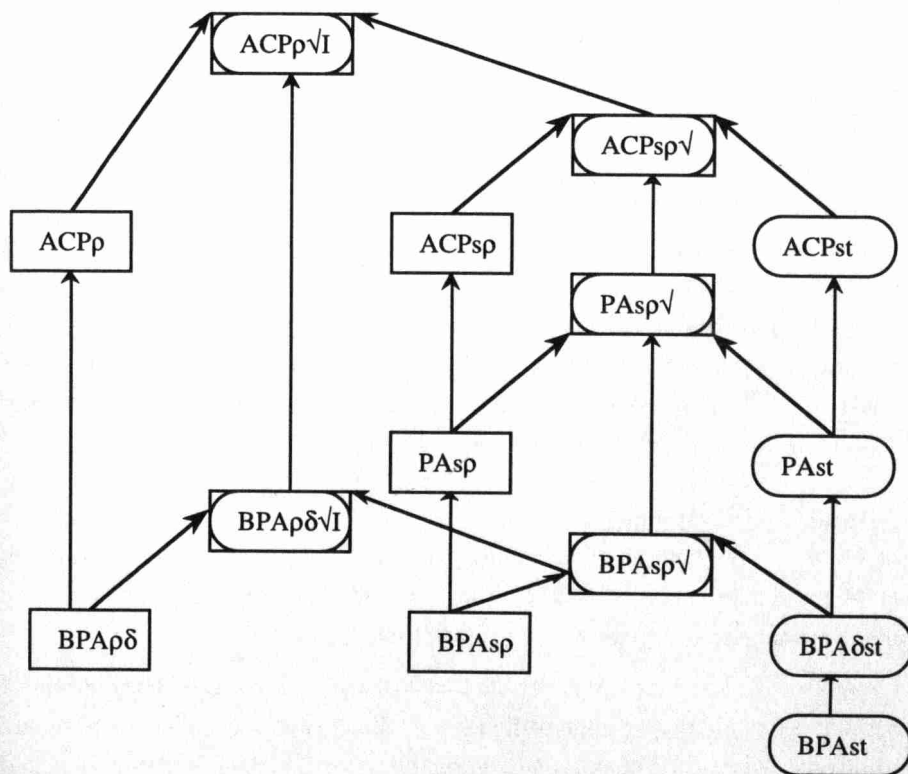 ACPρ√I
ACPsρ√
ACPρ
ACPsρ
ACPst
PAsρ√
PAsρ
PAst
BPAρδ√I
BPAsρ√
BPAρδ
BPAsρ
BPAδst
BPAst